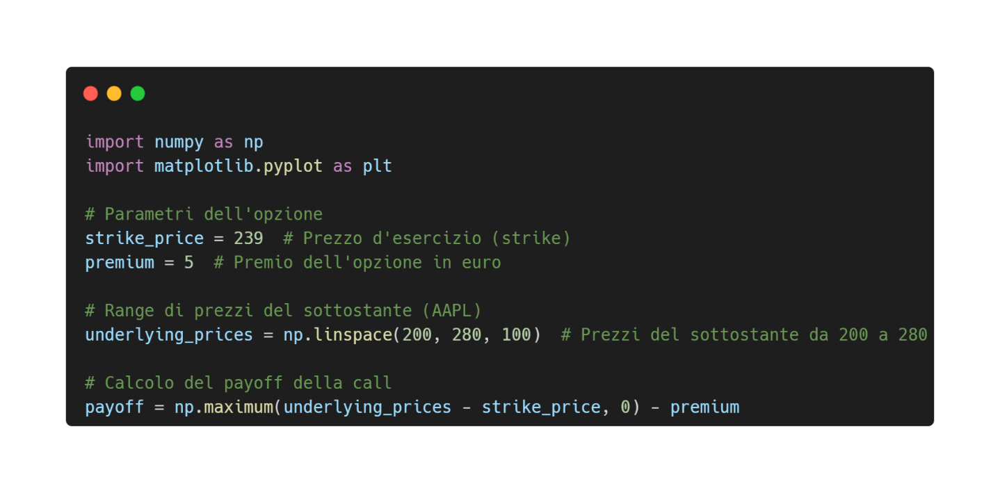 import numpy as np
import matplotlib.pyplot as plt
# Parametri dell'opzione
strike_price = 239  # Prezzo d'esercizio (strike)
premium = 5  # Premio dell'opzione in euro
# Range di prezzi del sottostante (AAPL)
underlying_prices = np.linspace(200, 280, 100)  # Prezzi del sottostante da 200 a 280
# Calcolo del payoff della call
payoff = np.maximum(underlying_prices - strike_price, 0) - premium